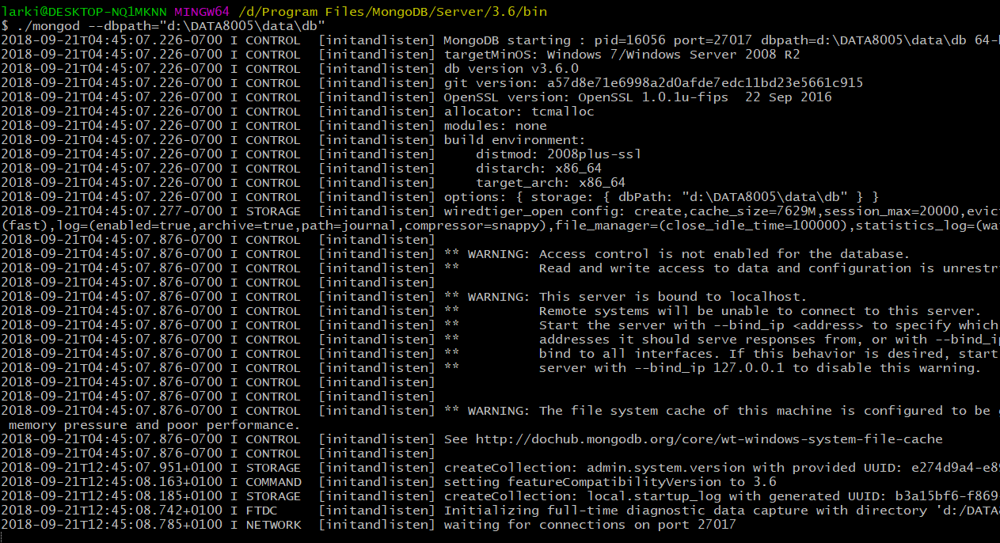 larki@DESKTOP-NQ1MKNN MINGW64 /d/Program Files/MongoDB/Server/3.6/bin
$ ./mongod --dbpath="d:\DATA8005\data\db"
2018-09-21T04:45:07.226-0700 I CONTROL  [initandlisten] MongoDB starting : pid=16056 port=27017 dbpath=d:\DATA8005\data\db
2018-09-21T04:45:07.226-0700 I CONTROL  [initandlisten] targetMinOS: Windows 7/Windows Server 2008 R2
2018-09-21T04:45:07.226-0700 I CONTROL  [initandlisten] db version v3.6.0
2018-09-21T04:45:07.226-0700 I CONTROL  [initandlisten] git version: a57d8e71e6998a2d0afde7edc11bd23e5661c915
2018-09-21T04:45:07.226-0700 I CONTROL  [initandlisten] OpenSSL version: OpenSSL 1.0.1u-fips  22 Sep 2016
2018-09-21T04:45:07.226-0700 I CONTROL  [initandlisten] allocator: tcmalloc
2018-09-21T04:45:07.226-0700 I CONTROL  [initandlisten] modules: none
2018-09-21T04:45:07.226-0700 I CONTROL  [initandlisten] build environment:
2018-09-21T04:45:07.226-0700 I CONTROL  [initandlisten]     distmod: 2008plus-ssl
2018-09-21T04:45:07.226-0700 I CONTROL  [initandlisten]     distarch: x86_64
2018-09-21T04:45:07.226-0700 I CONTROL  [initandlisten]     target_arch: x86_64
2018-09-21T04:45:07.226-0700 I CONTROL  [initandlisten] options: { storage: { dbPath: "d:\DATA8005\data\db" } }
2018-09-21T04:45:07.277-0700 I STORAGE  [initandlisten] wiredtiger_open config: create,cache_size=7629M,session_max=20000,evict
(fast),log=(enabled=true,archive=true,path=journal,compressor=snappy),file_manager=(close_idle_time=100000),statistics_log=(wa
2018-09-21T04:45:07.876-0700 I CONTROL  [initandlisten]
2018-09-21T04:45:07.876-0700 I CONTROL  [initandlisten] ** WARNING: Access control is not enabled for the database.
2018-09-21T04:45:07.876-0700 I CONTROL  [initandlisten] **          Read and write access to data and configuration is unrestr
2018-09-21T04:45:07.876-0700 I CONTROL  [initandlisten]
2018-09-21T04:45:07.876-0700 I CONTROL  [initandlisten] ** WARNING: This server is bound to localhost.
2018-09-21T04:45:07.876-0700 I CONTROL  [initandlisten] **          Remote systems will be unable to connect to this server.
2018-09-21T04:45:07.876-0700 I CONTROL  [initandlisten] **          Start the server with --bind_ip <address> to specify which
2018-09-21T04:45:07.876-0700 I CONTROL  [initandlisten] **          addresses it should serve responses from, or with --bind_ip
2018-09-21T04:45:07.876-0700 I CONTROL  [initandlisten] **          bind to all interfaces. If this behavior is desired, start
2018-09-21T04:45:07.876-0700 I CONTROL  [initandlisten] **          server with --bind_ip 127.0.0.1 to disable this warning.
2018-09-21T04:45:07.876-0700 I CONTROL  [initandlisten]
2018-09-21T04:45:07.876-0700 I CONTROL  [initandlisten]
2018-09-21T04:45:07.876-0700 I CONTROL  [initandlisten] ** WARNING: The file system cache of this machine is configured to be
 memory pressure and poor performance.
2018-09-21T04:45:07.876-0700 I CONTROL  [initandlisten] See http://dochub.mongodb.org/core/wt-windows-system-file-cache
2018-09-21T04:45:07.876-0700 I CONTROL  [initandlisten]
2018-09-21T12:45:07.951+0100 I STORAGE  [initandlisten] createCollection: admin.system.version with provided UUID: e274d9a4-e89
2018-09-21T12:45:08.163+0100 I COMMAND  [initandlisten] setting featureCompatibilityVersion to 3.6
2018-09-21T12:45:08.185+0100 I STORAGE  [initandlisten] createCollection: local.startup_log with generated UUID: b3a15bf6-f869-
2018-09-21T12:45:08.742+0100 I FTDC     [initandlisten] Initializing full-time diagnostic data capture with directory 'd:/DATA8
2018-09-21T12:45:08.785+0100 I NETWORK  [initandlisten] waiting for connections on port 27017